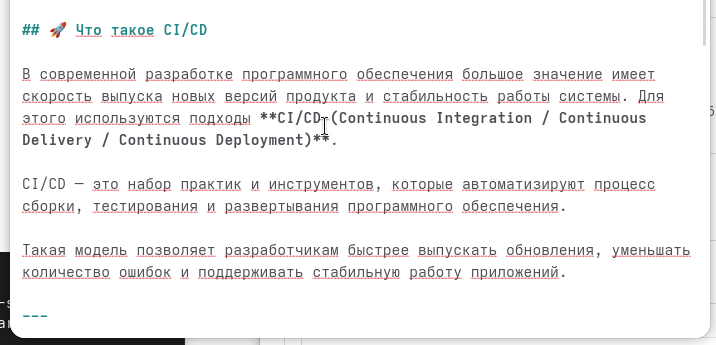 ## 🚀 Что такое CI/CD
В современной разработке программного обеспечения большое значение имеет
скорость выпуска новых версий продукта и стабильность работы системы. Для
этого используются подходы **CI/CD (Continuous Integration / Continuous
Delivery / Continuous Deployment)**.
CI/CD — это набор практик и инструментов, которые автоматизируют процесс
сборки, тестирования и развертывания программного обеспечения.
Такая модель позволяет разработчикам быстрее выпускать обновления, уменьшать
количество ошибок и поддерживать стабильную работу приложений.
---